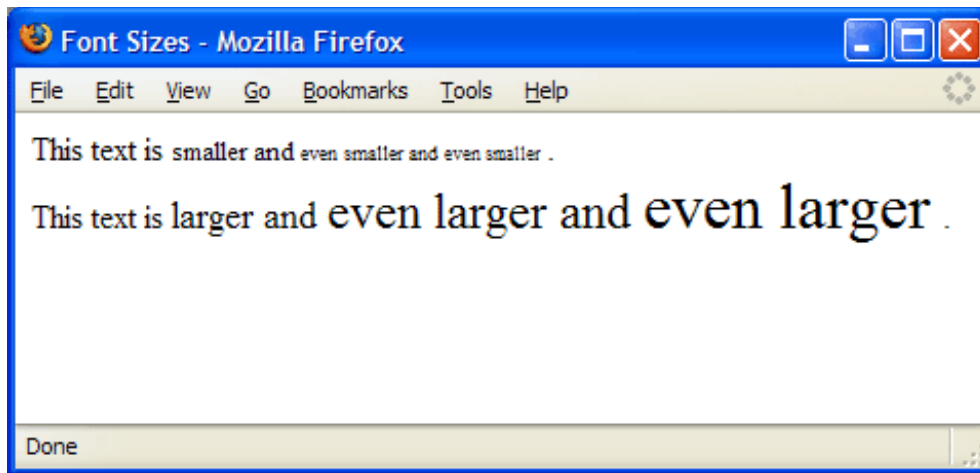 Font Sizes - Mozilla Firefox
File Edit View Go Bookmarks Tools Help
This text is smaller and even smaller and even smaller .
This text is larger and even larger and even larger .
Done